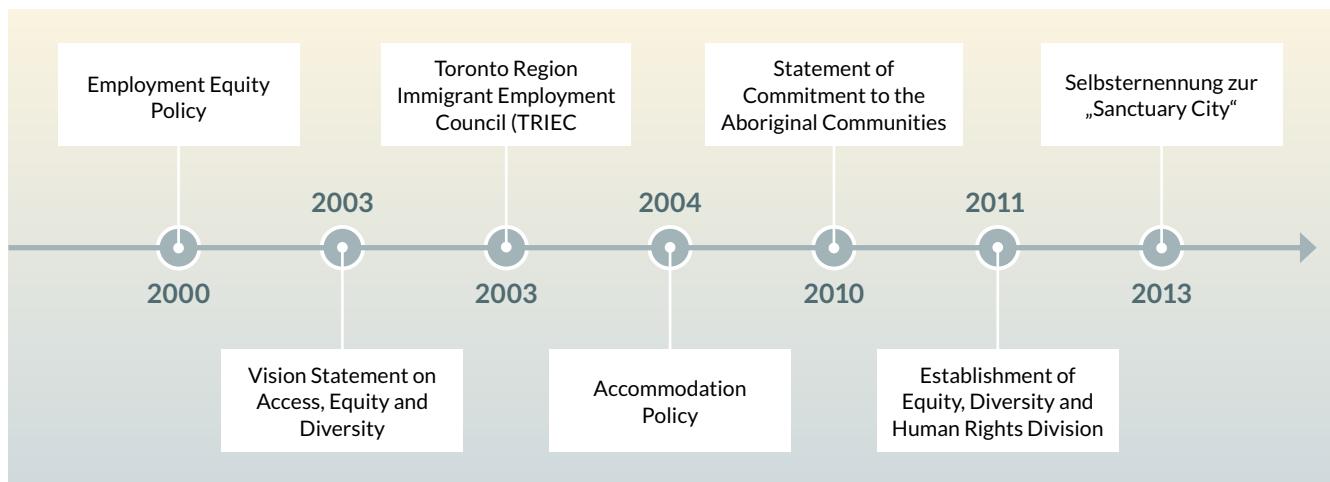 Employment Equity
Policy
2000
2003
Vision Statement on
Access, Equity and
Diversity
Toronto Region
Immigrant Employment
Council (TRIEC
2003
2004
Accommodation
Policy
Statement of
Commitment to the
Aboriginal Communities
2010
2011
Establishment of
Equity, Diversity and
Human Rights Division
Selbsternennung zur
„Sanctuary City“
2013